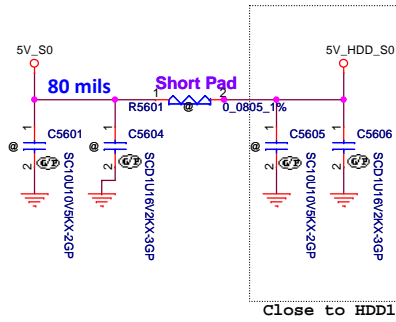 5V_S0
5V_HDD_S0
80 mils
Short Pad
1
2
R5601
@
0_0805_1%
1
C5601
@
2
G/P
SC10U10V5KX-2GP
1
C5604
2
G/P
SCD1U16V2KX-3GP
1
C5605
@
2
G/P
SC10U10V5KX-2GP
1
C5606
2
G/P
SCD1U16V2KX-3GP
Close to HDD1